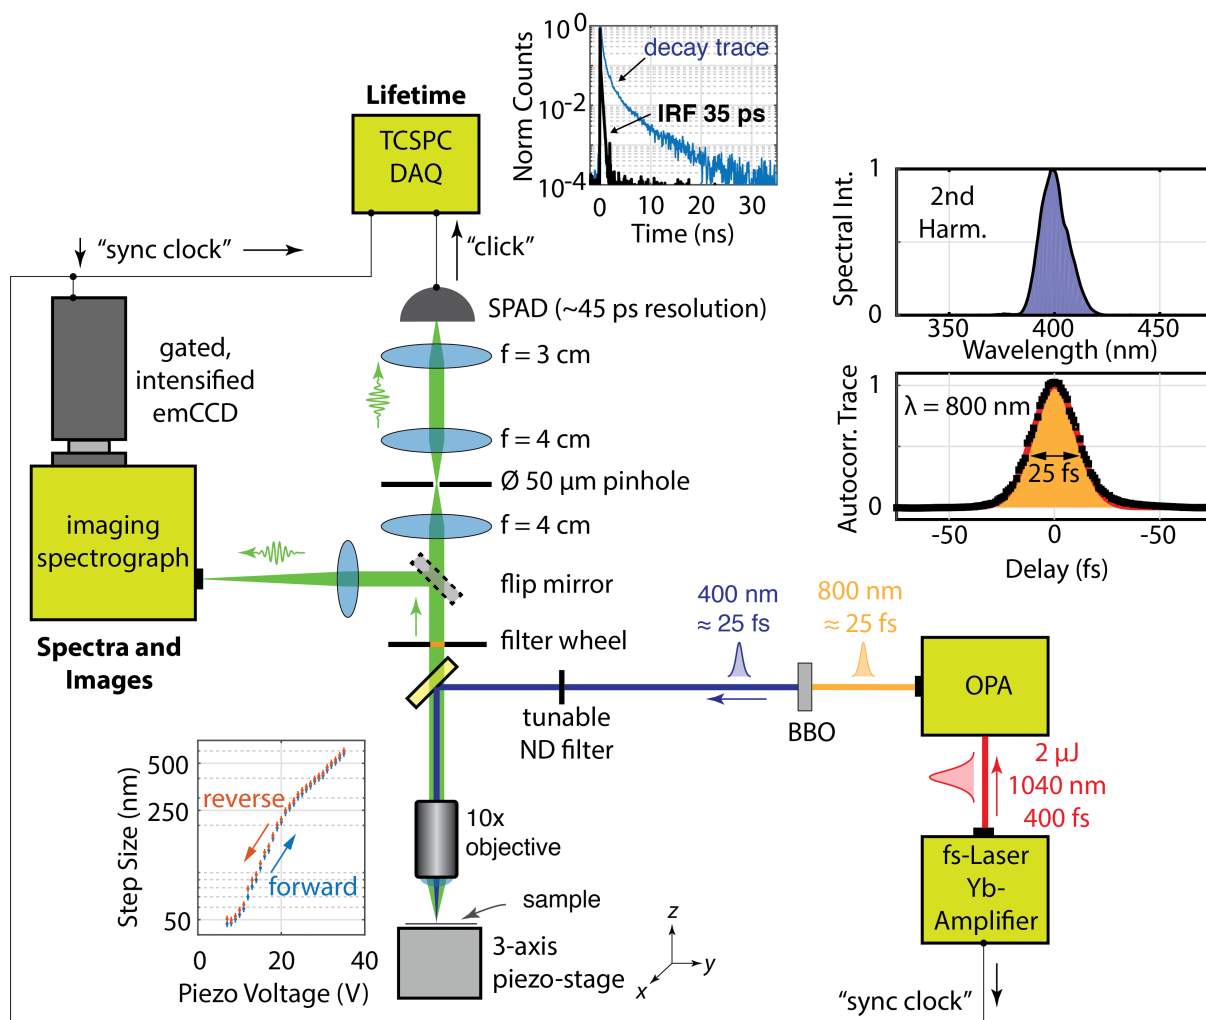 Lifetime
TCSPC
DAQ
"sync clock"
"click"
10^0
10^-2
10^-4
Norm Counts
decay trace
IRF 35 ps
0 10 20 30
Time (ns)
1
0
Spectral Int.
2nd
Harm.
350 400 450
Wavelength (nm)
1
0
Autocorr. Trace
λ = 800 nm
25 fs
-50 0 -50
Delay (fs)
SPAD (~45 ps resolution)
f = 3 cm
f = 4 cm
Ø 50 µm pinhole
f = 4 cm
flip mirror
filter wheel
gated,
intensified
emCCD
imaging
spectrograph
Spectra and
Images
400 nm
≈ 25 fs
800 nm
≈ 25 fs
OPA
BBO
tunable
ND filter
2 µJ
1040 nm
400 fs
fs-Laser
Yb-
Amplifier
"sync clock"
10x
objective
sample
3-axis
piezo-stage
z
y
x
500
250
50
Step Size (nm)
reverse
forward
0 20 40
Piezo Voltage (V)